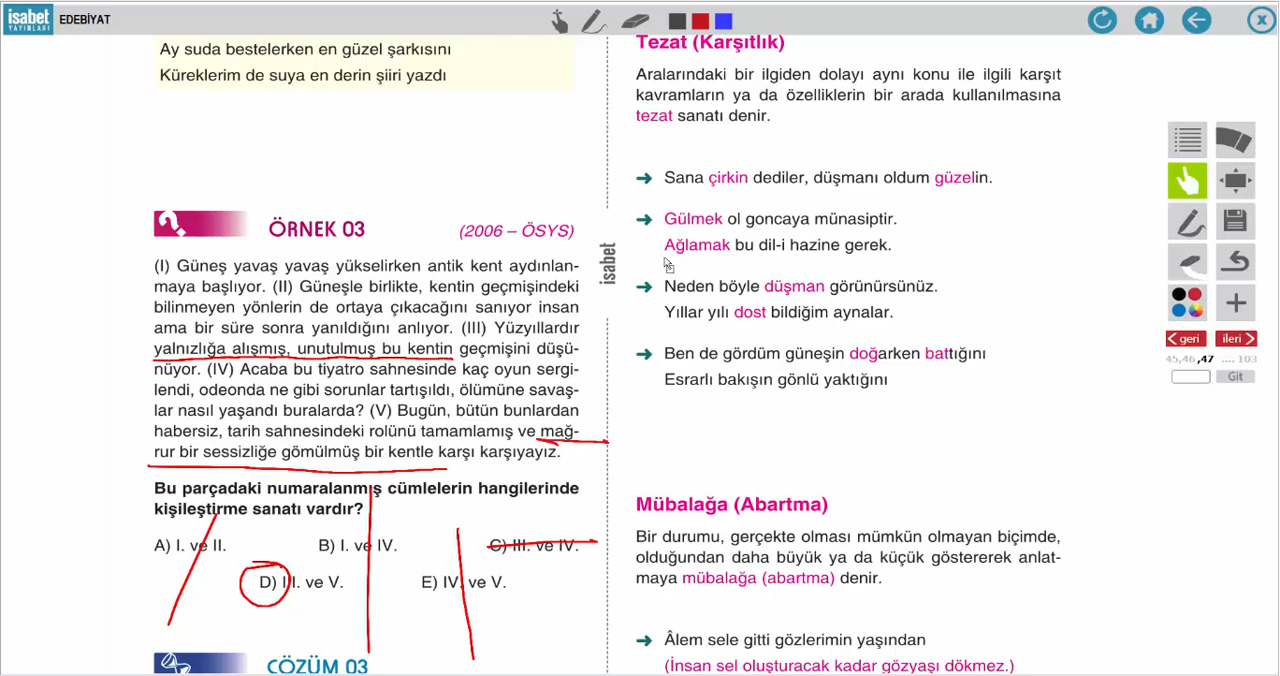 isabet
YAYINLARI
EDEBİYAT
Ay suda bestelerken en güzel şarkısını
Küreklerim de suya en derin şiiri yazdı
ÖRNEK 03
(2006 – ÖSYS)
(I) Güneş yavaş yavaş yükselirken antik kent aydınlan-
maya başlıyor. (II) Güneşle birlikte, kentin geçmişindeki
bilinmeyen yönlerin de ortaya çıkacağını sanıyor insan
ama bir süre sonra yanıldığını anlıyor. (III) Yüzyıllardır
yalnızlığa alışmış, unutulmuş bu kentin geçmişini düşü-
nüyor. (IV) Acaba bu tiyatro sahnesinde kaç oyun sergi-
lendi, odeonda ne gibi sorunlar tartışıldı, ölümüne savaş-
lar nasıl yaşandı buralarda? (V) Bugün, bütün bunlardan
habersiz, tarih sahnesindeki rolünü tamamlamış ve mağ-
rur bir sessizliğe gömülmüş bir kentle karşı karşıyayız.
Bu parçadaki numaralanmış cümlelerin hangilerinde
kişileştirme sanatı vardır?
A) I. ve II.
B) I. ve IV.
C) III. ve IV.
D) III. ve V.
E) IV. ve V.
ÇÖZÜM 03
isabet
Tezat (Karşıtlık)
Aralarındaki bir ilgiden dolayı aynı konu ile ilgili karşıt
kavramların ya da özelliklerin bir arada kullanılmasına
tezat sanatı denir.
Sana çirkin dediler, düşmanı oldum güzelin.
Gülmek ol goncaya münasiptir.
Ağlamak bu dil-i hazine gerek.
Neden böyle düşman görünürsünüz.
Yıllar yılı dost bildiğim aynalar.
Ben de gördüm güneşin doğarken battığını
Esrarlı bakışın gönlü yaktığını
Mübalağa (Abartma)
Bir durumu, gerçekte olması mümkün olmayan biçimde,
olduğundan daha büyük ya da küçük göstererek anlat-
maya mübalağa (abartma) denir.
Âlem sele gitti gözlerimin yaşından
(İnsan sel oluşturacak kadar gözyaşı dökmez.)
geri
ileri
45,46,47 .... 103
Git